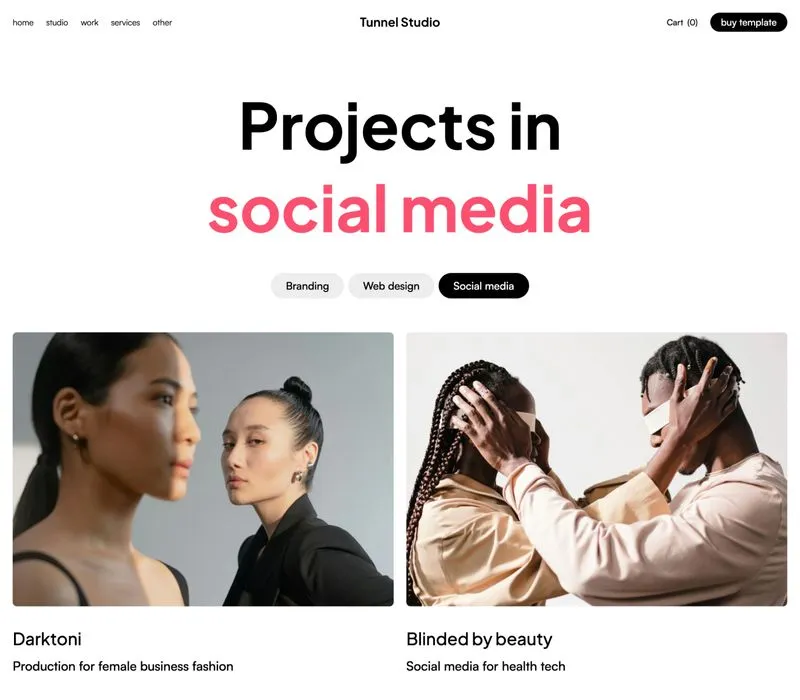 home studio work services other
Tunnel Studio
Cart (0)
buy template
Projects in
social media
Branding Web design Social media
Darktoni
Production for female business fashion
Blinded by beauty
Social media for health tech